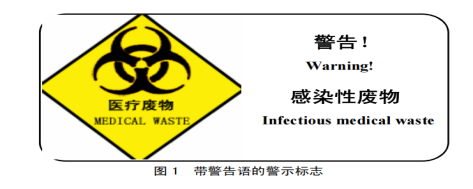 医疗废物
MEDICAL WASTE
警告!
Warning!
感染性废物
Infectious medical waste
图 1 带警告语的警示标志